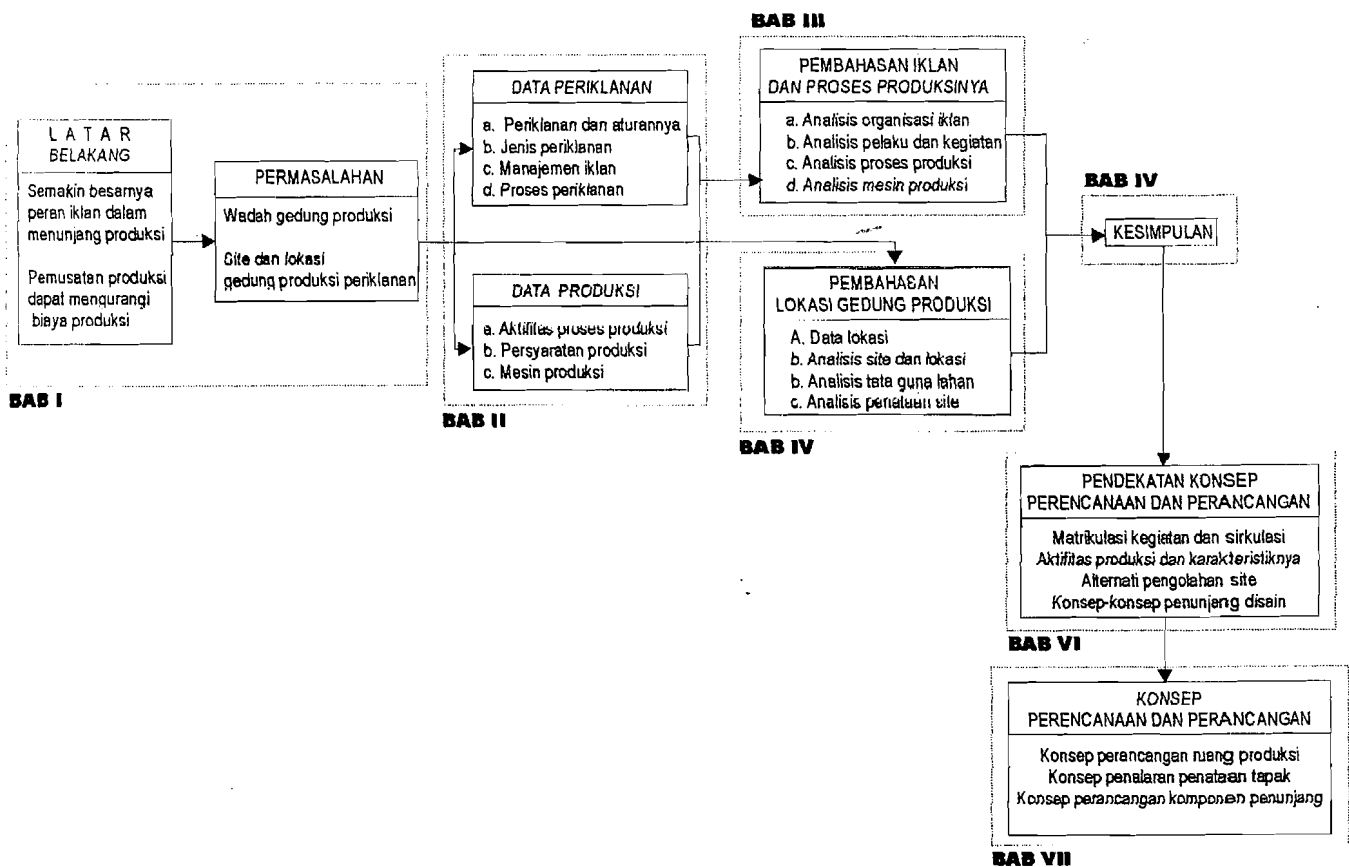 L A T A R
BELAKANG
Semakin besarnya
peran iklan dalam
menunjang produksi
Pemusatan produksi
dapat mengurangi
biaya produksi
BAB I
PERMASALAHAN
Wadah gedung produksi
Site dan lokasi
gedung produksi periklanan
DATA PERIKLANAN
a. Periklanan dan aturannya
b. Jenis periklanan
c. Manajemen iklan
d. Proses periklanan
DATA PRODUKSI
a. Aktifitas proses produksi
b. Persyaratan produksi
c. Mesin produksi
BAB II
BAB III
PEMBAHASAN IKLAN
DAN PROSES PRODUKSINYA
a. Analisis organisasi iklan
b. Analisis pelaku dan kegiatan
c. Analisis proses produksi
d. Analisis mesin produksi
PEMBAHASAN
LOKASI GEDUNG PRODUKSI
A. Data lokasi
b. Analisis site dan lokasi
b. Analisis tata guna lahan
c. Analisis penataan site
BAB IV
BAB IV
KESIMPULAN
PENDEKATAN KONSEP
PERENCANAAN DAN PERANCANGAN
Matrikulasi kegiatan dan sirkulasi
Aktifitas produksi dan karakteristiknya
Alternati pengolahan site
Konsep-konsep penunjang disain
BAB VI
KONSEP
PERENCANAAN DAN PERANCANGAN
Konsep perancangan ruang produksi
Konsep penalaran penataan tapak
Konsep perancangan komponen penunjang
BAB VII